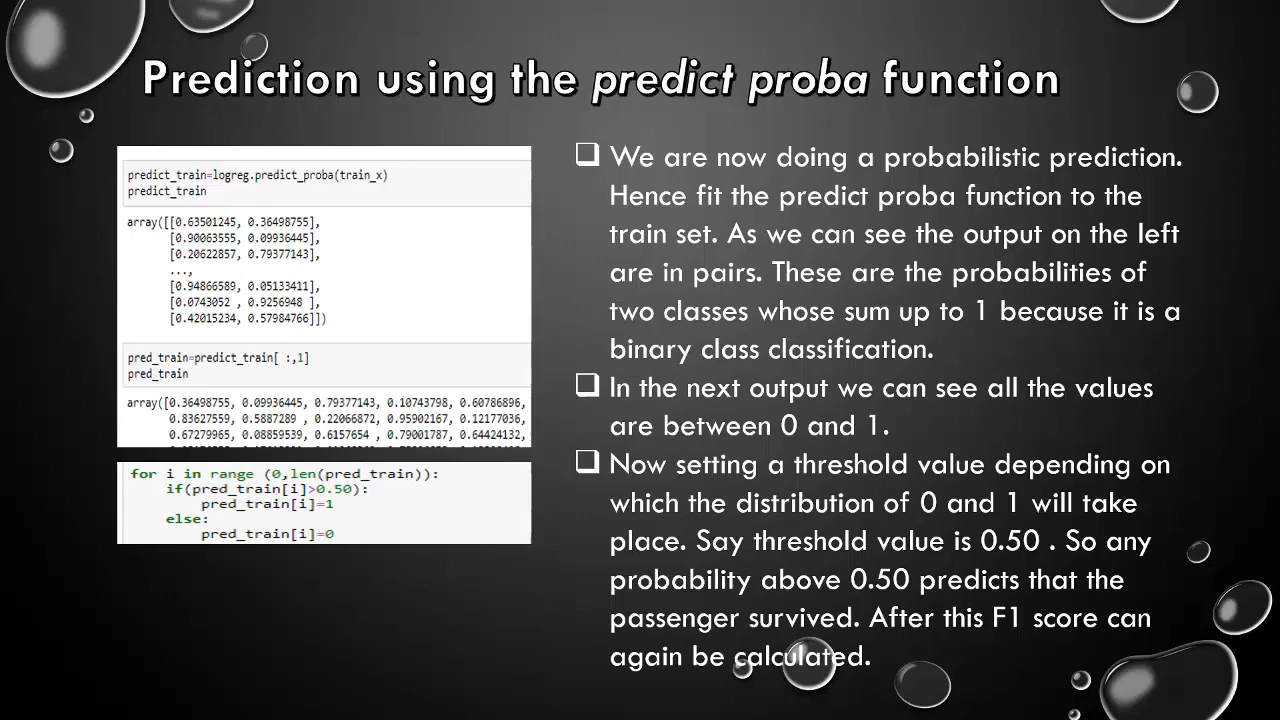 Prediction using the predict proba function
predict_train=logreg.predict_proba(train_x)
predict_train
array([[0.63501245, 0.36498755],
[0.90063555, 0.09936445],
[0.20622857, 0.79377143],
...,
[0.94866589, 0.05133411],
[0.0743052 , 0.9256948 ],
[0.42015234, 0.57984766]])
pred_train=predict_train[ :,1]
pred_train
array([0.36498755, 0.09936445, 0.79377143, 0.10743798, 0.60786896,
0.83627559, 0.5887289 , 0.22066872, 0.95902167, 0.12177036,
0.67279965, 0.08859539, 0.6157654 , 0.79001787, 0.64424132,
for i in range (0,len(pred_train)):
if(pred_train[i]>0.50):
pred_train[i]=1
else:
pred_train[i]=0
We are now doing a probabilistic prediction.
Hence fit the predict proba function to the
train set. As we can see the output on the left
are in pairs. These are the probabilities of
two classes whose sum up to 1 because it is a
binary class classification.
In the next output we can see all the values
are between 0 and 1.
Now setting a threshold value depending on
which the distribution of 0 and 1 will take
place. Say threshold value is 0.50 . So any
probability above 0.50 predicts that the
passenger survived. After this F1 score can
again be calculated.